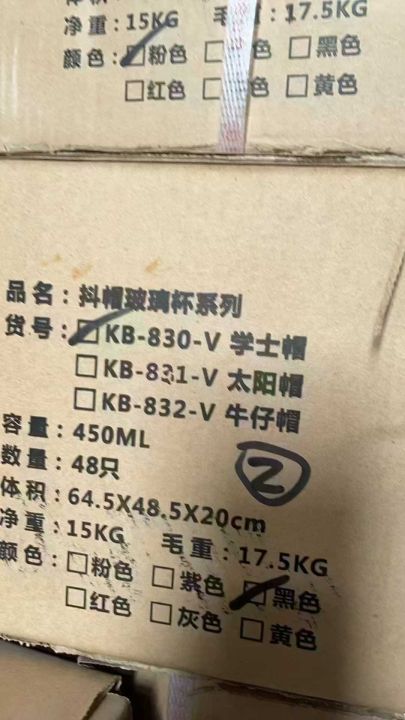 净重：15KG 毛重：17.5KG
颜色：□粉色 □色 □黑色
□红色 □色 □黄色
品名：抖帽玻璃杯系列
货号：□KB-830-V 学士帽
□KB-831-V 太阳帽
□KB-832-V 牛仔帽
容量：450ML
数量：48只
②
体积：64.5X48.5X20cm
净重：15KG 毛重：17.5KG
颜色：□粉色 □紫色 □黑色
□红色 □灰色 □黄色